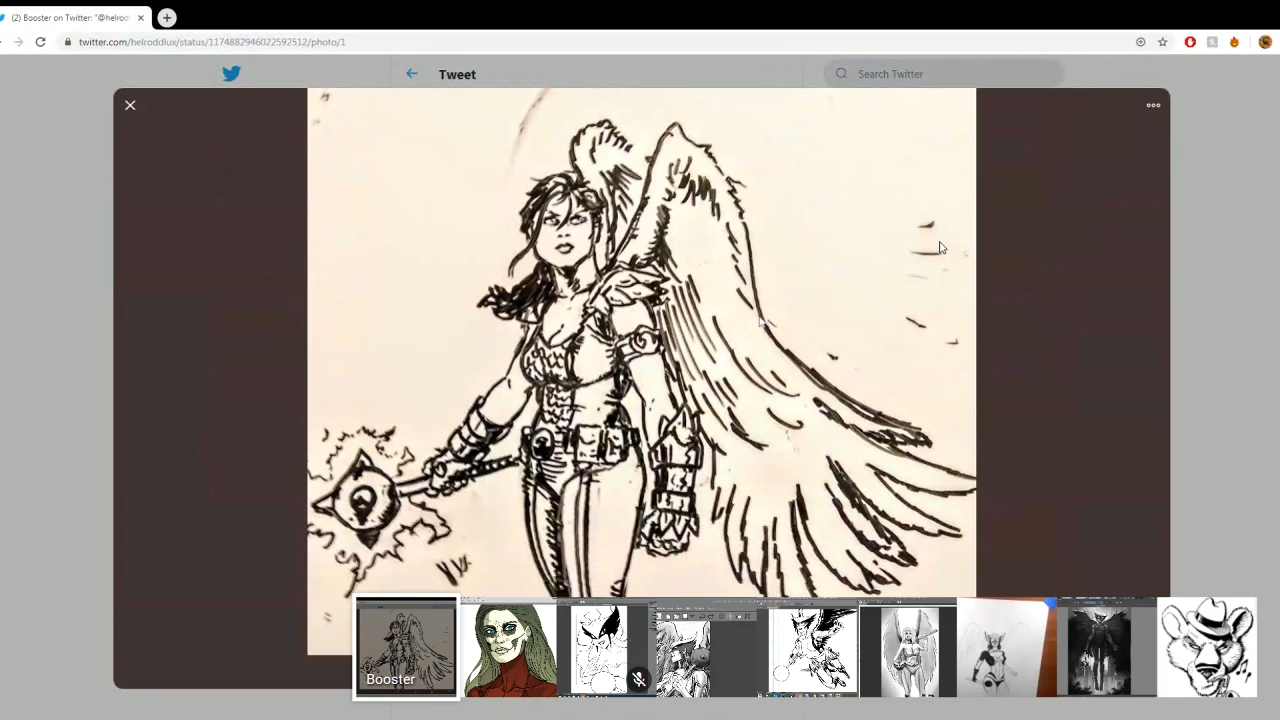 (2) Booster on Twitter: "@helrod
twitter.com/helroddlux/status/1174882946022592512/photo/1
Tweet
Search Twitter
Booster